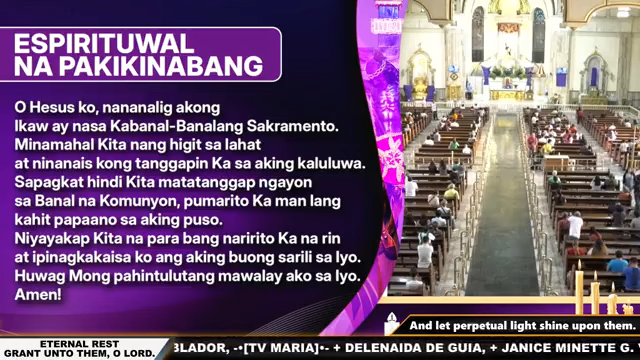 ESPIRITUWAL
NA PAKIKINABANG
O Hesus ko, nananalig akong
Ikaw ay nasa Kabanal-Banalang Sakramento.
Minamahal Kita nang higit sa lahat
at ninanais kong tanggapin Ka sa aking kaluluwa.
Sapagkat hindi Kita matatanggap ngayon
sa Banal na Komunyon, pumarito Ka man lang
kahit papaano sa aking puso.
Niyayakap Kita na para bang naririto Ka na rin
at ipinagkakaisa ko ang aking buong sarili sa Iyo.
Huwag Mong pahintulutang mawalay ako sa Iyo.
Amen!
And let perpetual light shine upon them.
ETERNAL REST
GRANT UNTO THEM, O LORD.
BLADOR, -•[TV MARIA]•- + DELENAIDA DE GUIA, + JANICE MINETTE G.